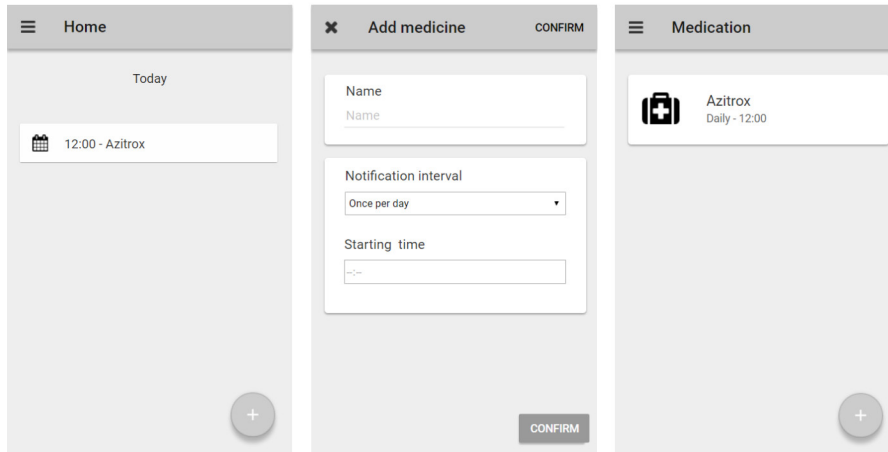 Home
Today
12:00 - Azitrox
+
Add medicine
CONFIRM
Name
Name
Notification interval
Once per day
Starting time
--:--
CONFIRM
Medication
Azitrox
Daily - 12:00
+